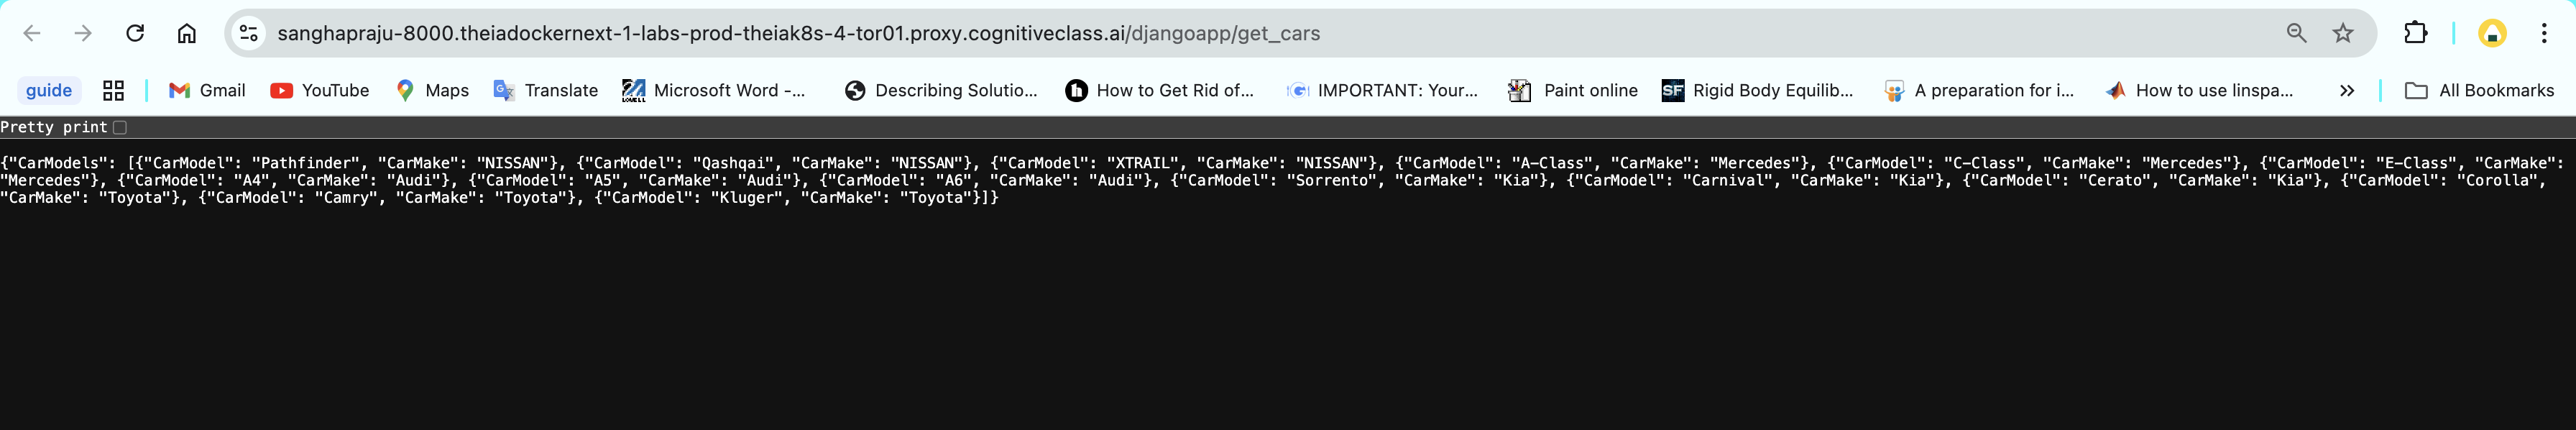 sanghapraju-8000.theiadockernext-1-labs-prod-theiak8s-4-tor01.proxy.cognitiveclass.ai/djangoapp/get_cars
guide Gmail YouTube Maps Translate Microsoft Word -... Describing Solutio... How to Get Rid of... IMPORTANT: Your... Paint online SF Rigid Body Equilib... A preparation for i... How to use linspa... » All Bookmarks
Pretty print
{"CarModels": [{"CarModel": "Pathfinder", "CarMake": "NISSAN"}, {"CarModel": "Qashqai", "CarMake": "NISSAN"}, {"CarModel": "XTRAIL", "CarMake": "NISSAN"}, {"CarModel": "A-Class", "CarMake": "Mercedes"}, {"CarModel": "C-Class", "CarMake": "Mercedes"}, {"CarModel": "E-Class", "CarMake":
"Mercedes"}, {"CarModel": "A4", "CarMake": "Audi"}, {"CarModel": "A5", "CarMake": "Audi"}, {"CarModel": "A6", "CarMake": "Audi"}, {"CarModel": "Sorrento", "CarMake": "Kia"}, {"CarModel": "Carnival", "CarMake": "Kia"}, {"CarModel": "Cerato", "CarMake": "Kia"}, {"CarModel": "Corolla",
"CarMake": "Toyota"}, {"CarModel": "Camry", "CarMake": "Toyota"}, {"CarModel": "Kluger", "CarMake": "Toyota"}]}